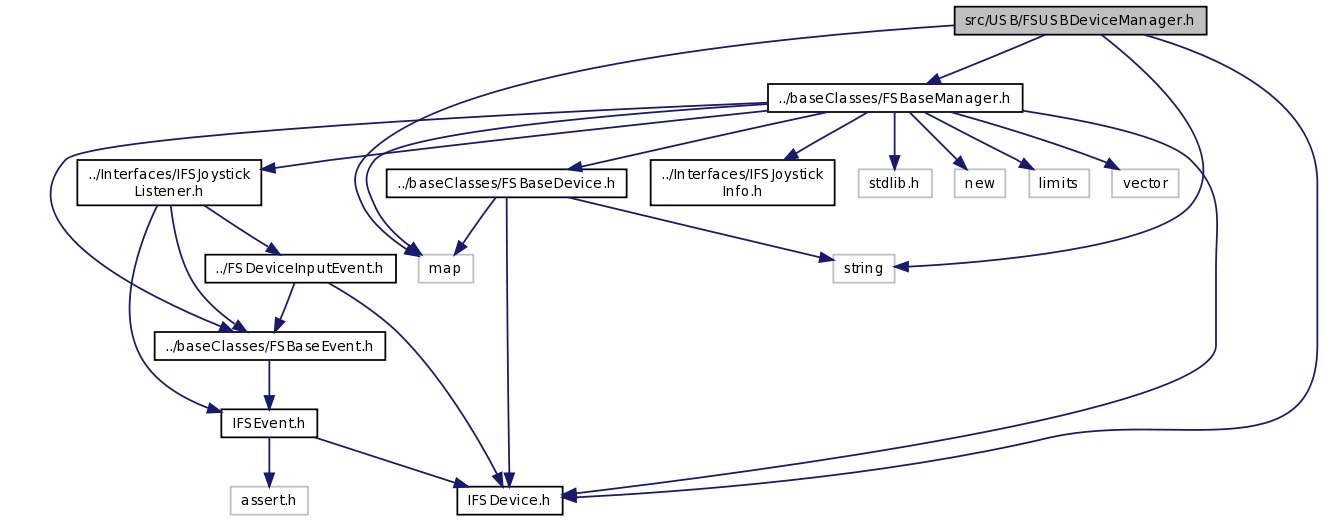 src/USB/FSUSBDeviceManager.h
../baseClasses/FSBaseManager.h
../Interfaces/IFSJoystick
Listener.h
../baseClasses/FSBaseDevice.h
../Interfaces/IFSJoystick
Info.h
stdlib.h
new
limits
vector
../FSDeviceInputEvent.h
map
string
../baseClasses/FSBaseEvent.h
IFSEvent.h
assert.h
IFSDevice.h